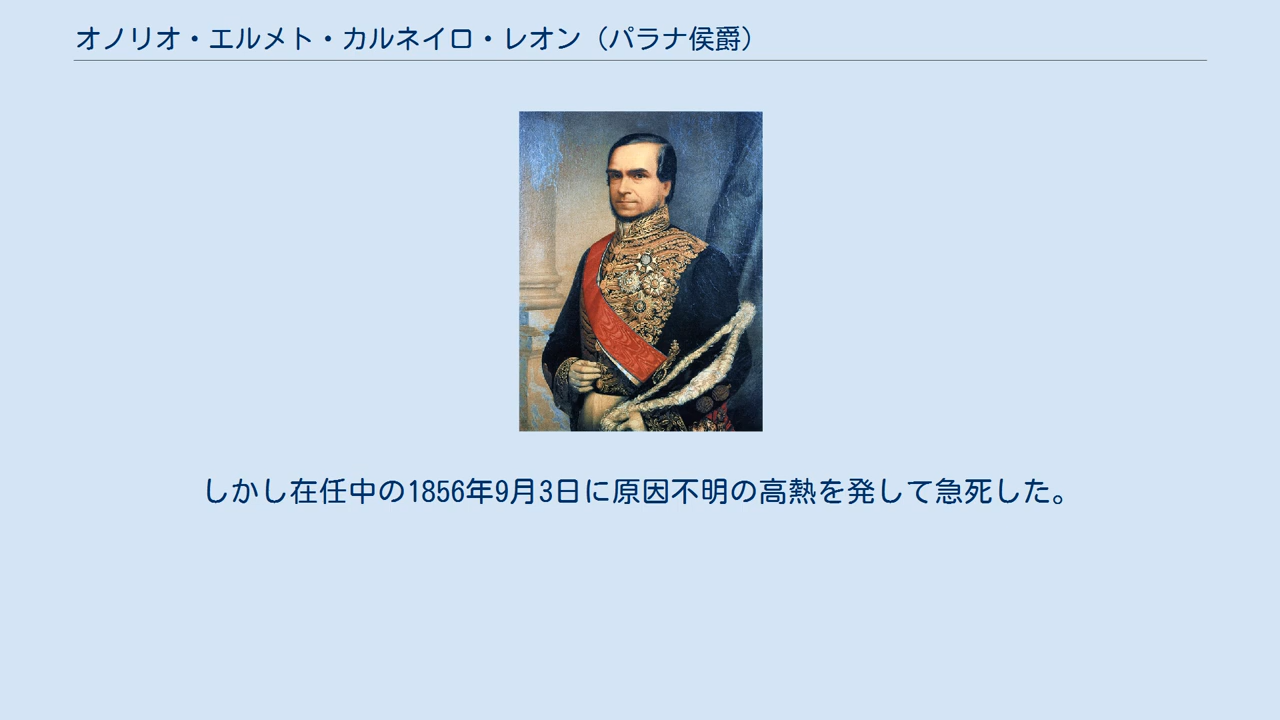 オノリオ・エルメト・カルネイロ・レオン（パラナ侯爵）
しかし在任中の1856年9月3日に原因不明の高熱を発して急死した。